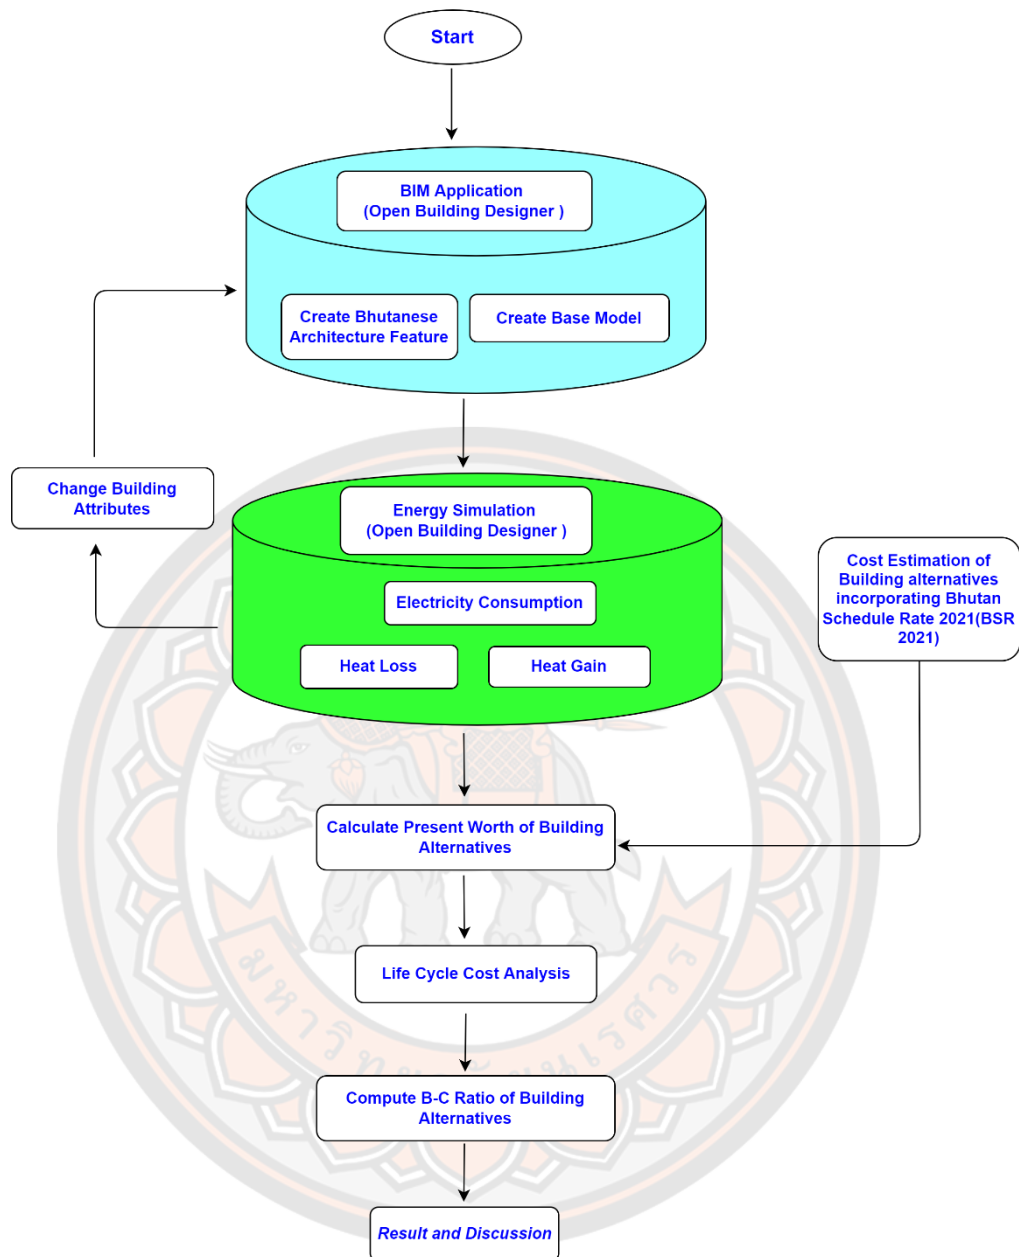 Start
BIM Application
(Open Building Designer )
Create Bhutanese
Architecture Feature
Create Base Model
Change Building
Attributes
Energy Simulation
(Open Building Designer )
Electricity Consumption
Heat Loss
Heat Gain
Cost Estimation of
Building alternatives
incorporating Bhutan
Schedule Rate 2021(BSR
2021)
Calculate Present Worth of Building
Alternatives
Life Cycle Cost Analysis
Compute B-C Ratio of Building
Alternatives
Result and Discussion